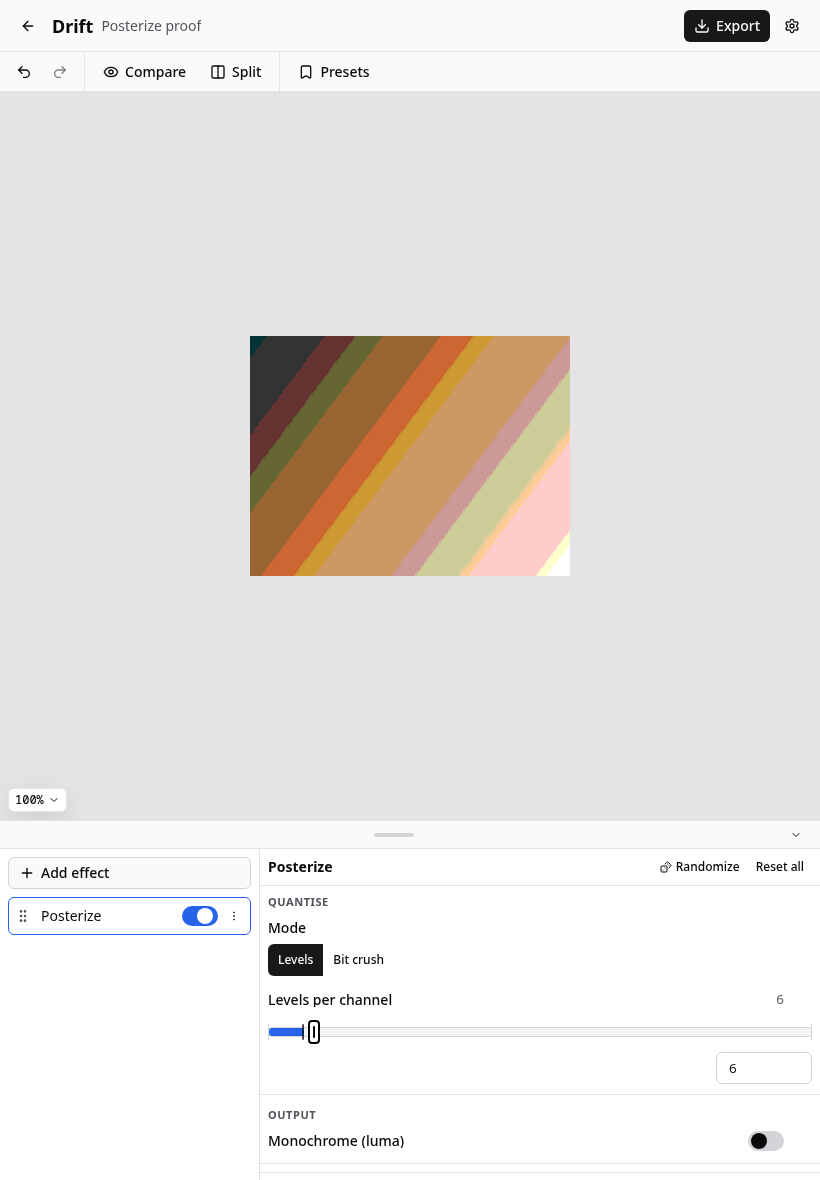 Drift Posterize proof Export
Compare Split Presets
100%
Add effect
Posterize
Posterize Randomize Reset all
QUANTISE
Mode
Levels Bit crush
Levels per channel 6
6
OUTPUT
Monochrome (luma)